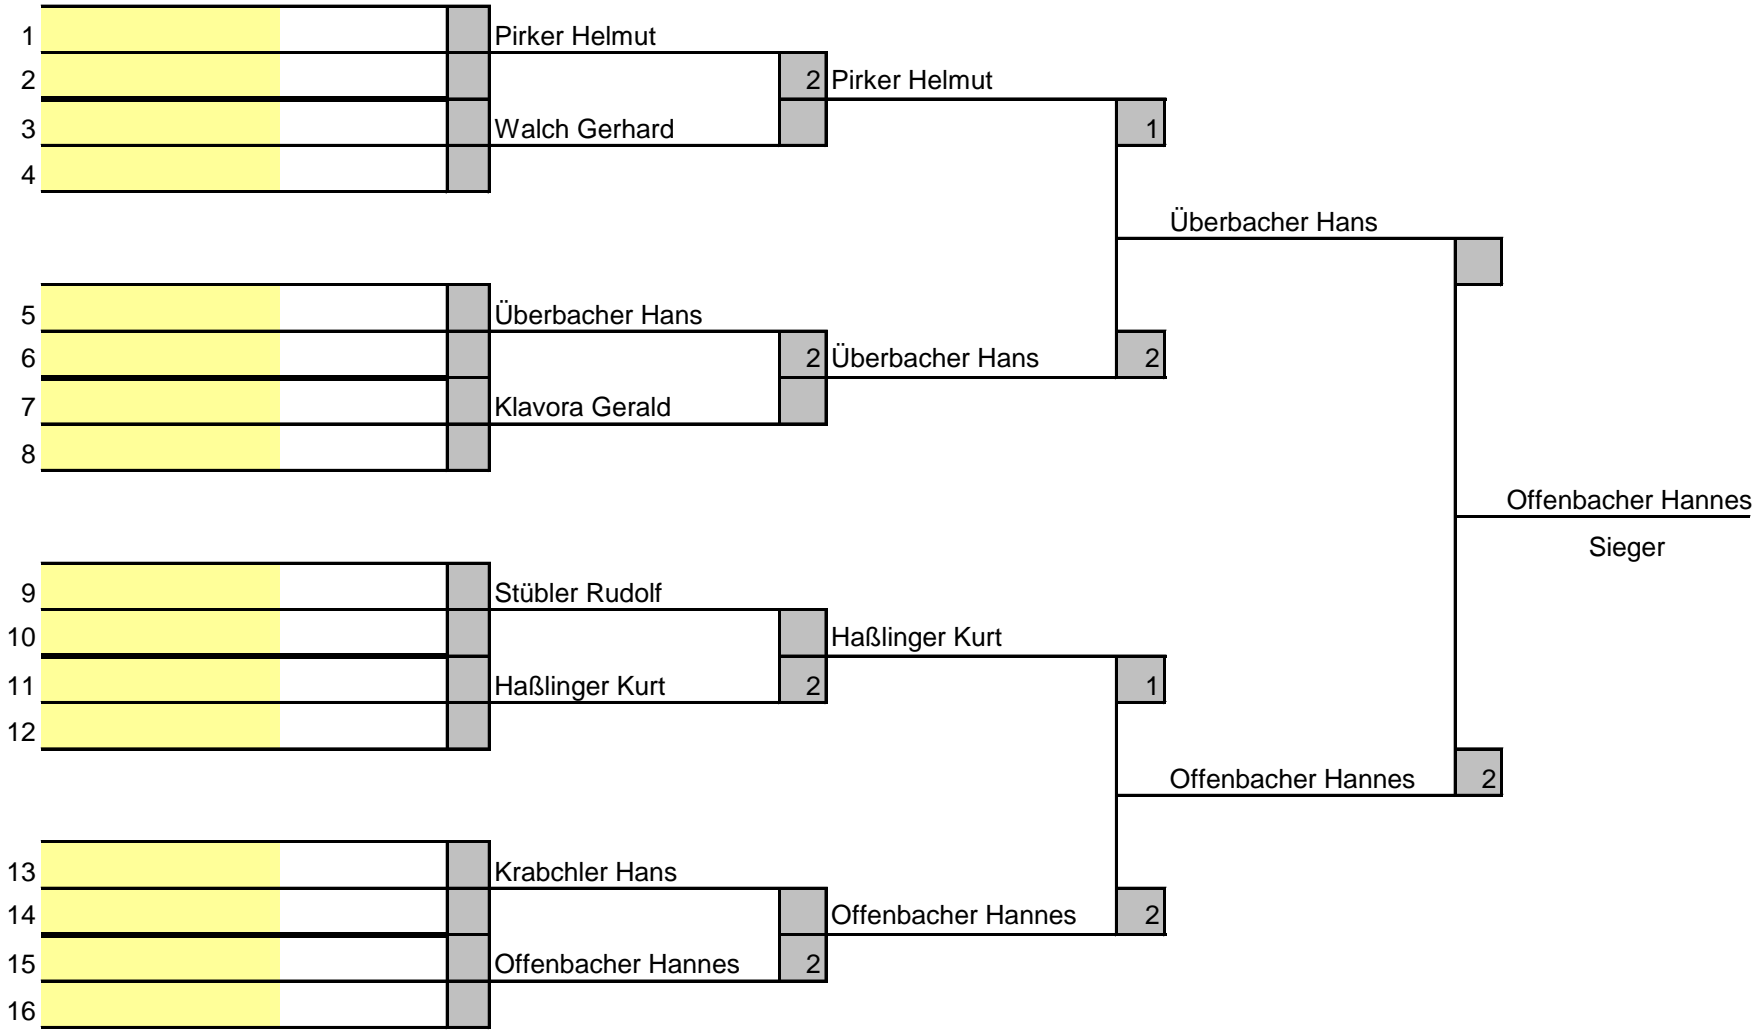 1 Pirker Helmut
2 2 Pirker Helmut
3 Walch Gerhard 1
4
Überbacher Hans
5 Überbacher Hans
6 2 Überbacher Hans 2
7 Klavora Gerald
8
Offenbacher Hannes
Sieger
9 Stübler Rudolf
10 Haßlinger Kurt
11 Haßlinger Kurt 2 1
12
Offenbacher Hannes 2
13 Krabchler Hans
14 Offenbacher Hannes 2
15 Offenbacher Hannes 2
16